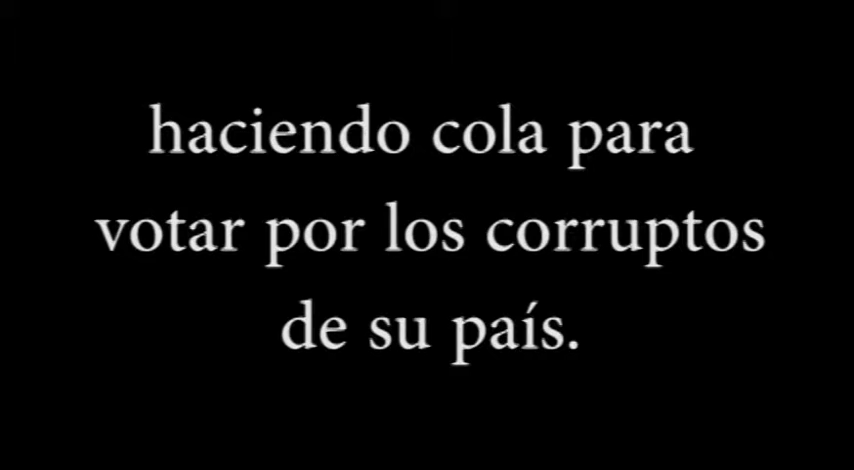 haciendo cola para
votar por los corruptos
de su país.